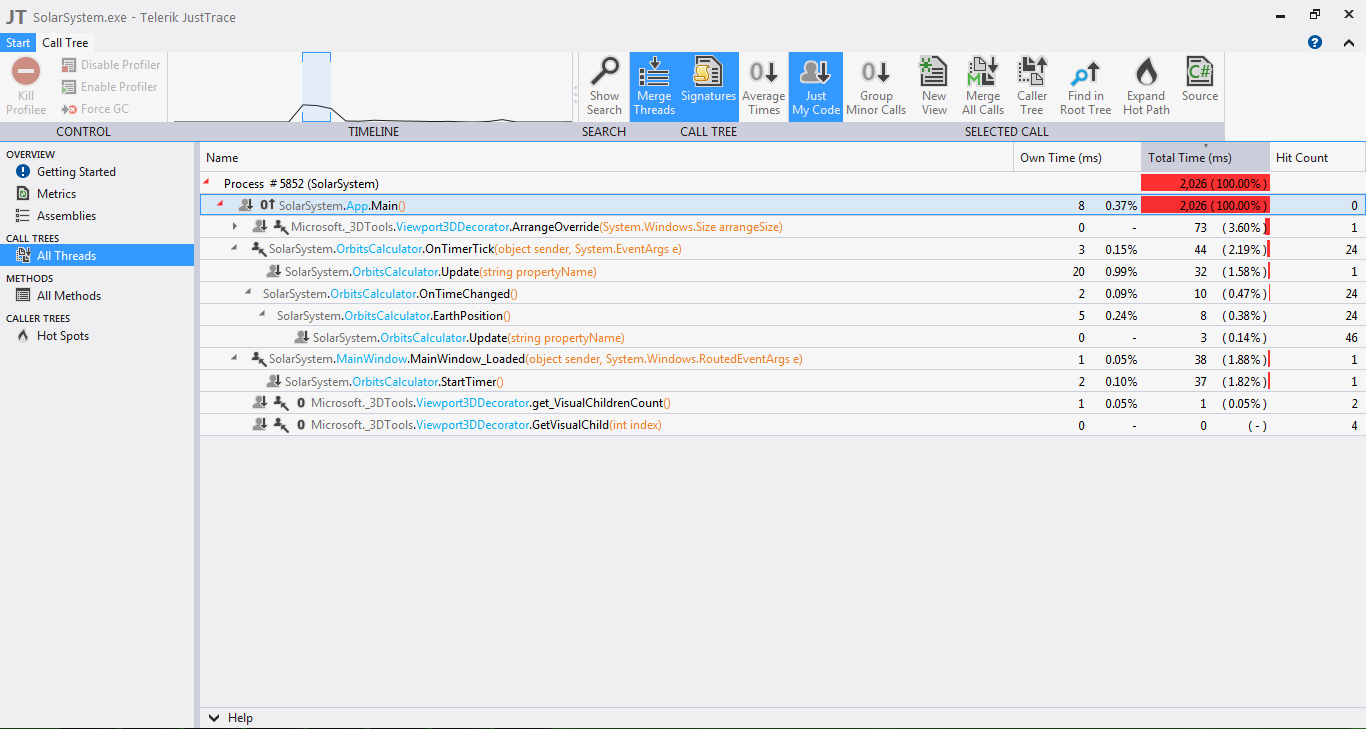 JT SolarSystem.exe - Telerik JustTrace
Start Call Tree
Kill Profilee
Disable Profiler
Enable Profiler
Force GC
Show Search
Merge Threads
Signatures
Average Times
Just My Code
Group Minor Calls
New View
Merge All Calls
Caller Tree
Find in Root Tree
Expand Hot Path
C#
Source
CONTROL TIMELINE SEARCH CALL TREE SELECTED CALL
OVERVIEW
Getting Started
Metrics
Assemblies
CALL TREES
All Threads
METHODS
All Methods
CALLER TREES
Hot Spots
Name Own Time (ms) Total Time (ms) Hit Count
Process # 5852 (SolarSystem) 2,026 (100.00%)
SolarSystem.App.Main() 8 0.37% 2,026 (100.00%) 0
Microsoft._3DTools.Viewport3DDecorator.ArrangeOverride(System.Windows.Size arrangeSize) 0 - 73 (3.60%) 1
SolarSystem.OrbitsCalculator.OnTimerTick(object sender, System.EventArgs e) 3 0.15% 44 (2.19%) 24
SolarSystem.OrbitsCalculator.Update(string propertyName) 20 0.99% 32 (1.58%) 1
SolarSystem.OrbitsCalculator.OnTimeChanged() 2 0.09% 10 (0.47%) 24
SolarSystem.OrbitsCalculator.EarthPosition() 5 0.24% 8 (0.38%) 24
SolarSystem.OrbitsCalculator.Update(string propertyName) 0 - 3 (0.14%) 46
SolarSystem.MainWindow.MainWindow_Loaded(object sender, System.Windows.RoutedEventArgs e) 1 0.05% 38 (1.88%) 1
SolarSystem.OrbitsCalculator.StartTimer() 2 0.10% 37 (1.82%) 1
0 Microsoft._3DTools.Viewport3DDecorator.get_VisualChildrenCount() 1 0.05% 1 (0.05%) 2
0 Microsoft._3DTools.Viewport3DDecorator.GetVisualChild(int index) 0 - 0 (-) 4
Help